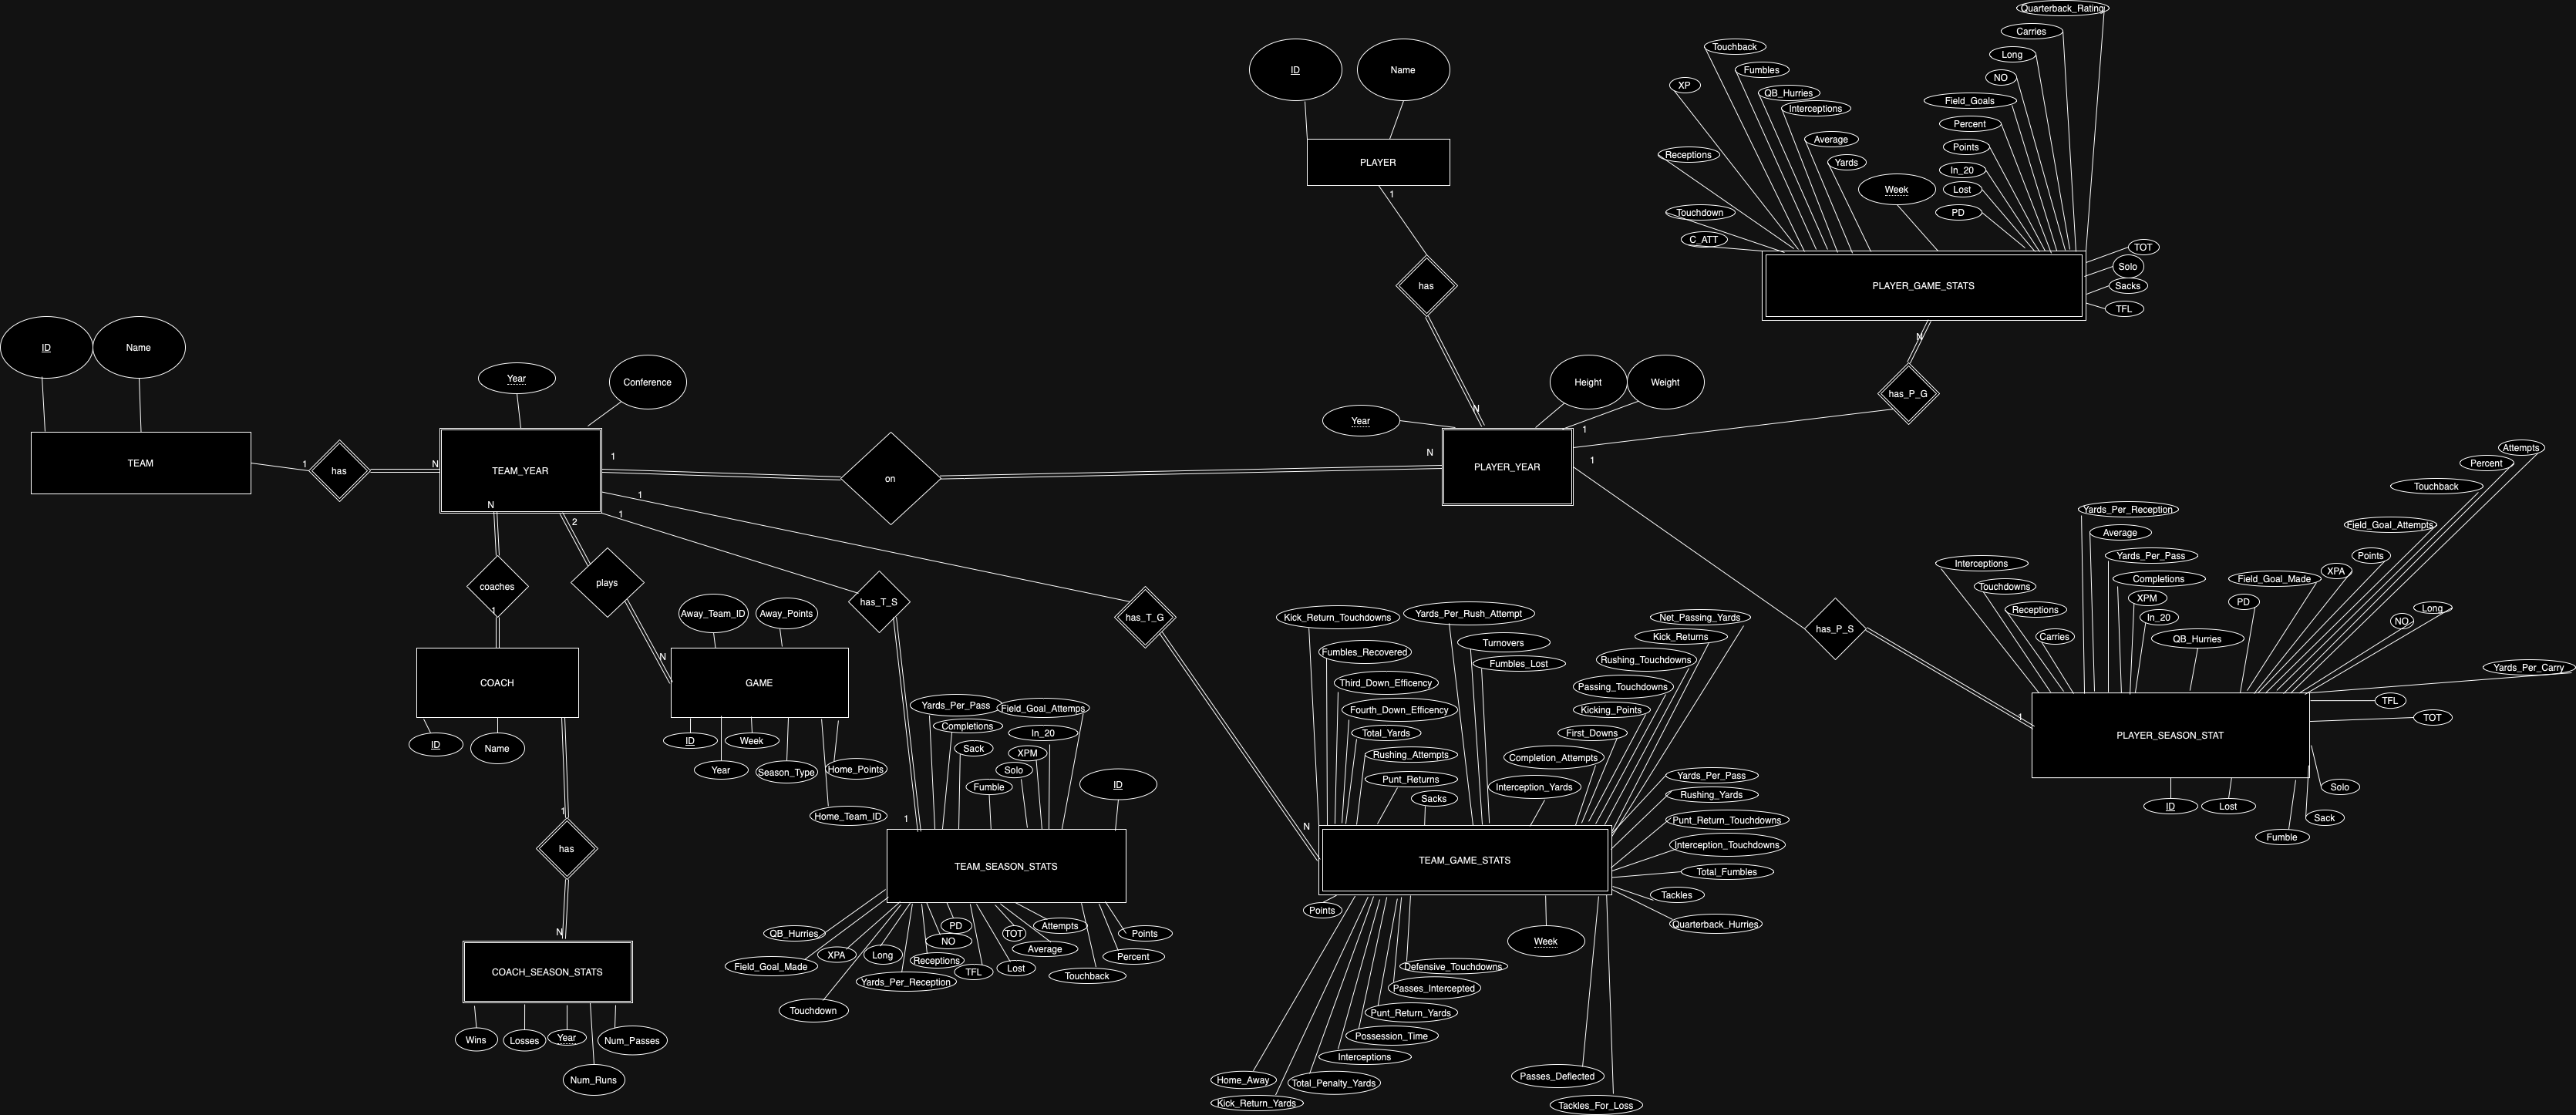 Quarterback_Rating
Carries
Touchback
Long
Fumbles
ID
Name
NO
XP
QB_Hurries
Field_Goals
Interceptions
Percent
Average
Points
Receptions
Yards
PLAYER
In_20
Week
Lost
1
Touchdown
PD
C_ATT
TOT
Solo
has
PLAYER_GAME_STATS
Sacks
TFL
N
ID
Name
Year
Conference
Height
Weight
has_P_G
N
Year
1
Attempts
1
N
1
Percent
TEAM
1
has
N
TEAM_YEAR
on
PLAYER_YEAR
Touchback
1
N
1
2
Yards_Per_Reception
Field_Goal_Attempts
Average
Yards_Per_Pass
Points
Interceptions
XPA
Completions
Field_Goal_Made
coaches
plays
Touchdowns
XPM
PD
has_T_S
Receptions
Long
1
Away_Team_ID
Away_Points
has_T_G
Kick_Return_Touchdowns
Yards_Per_Rush_Attempt
Net_Passing_Yards
In_20
NO
has_P_S
Carries
QB_Hurries
Kick_Returns
Turnovers
Fumbles_Recovered
N
Rushing_Touchdowns
Fumbles_Lost
Yards_Per_Carry
COACH
GAME
Third_Down_Efficency
Passing_Touchdowns
TFL
Yards_Per_Pass
Field_Goal_Attemps
Fourth_Down_Efficency
Kicking_Points
1
TOT
Completions
In_20
Total_Yards
First_Downs
PLAYER_SEASON_STAT
ID
Name
ID
Week
Sack
XPM
Rushing_Attempts
Completion_Attempts
Year
Season_Type
Home_Points
Solo
Punt_Returns
Yards_Per_Pass
Fumble
ID
Interception_Yards
Solo
Sacks
Rushing_Yards
ID
Lost
1
Home_Team_ID
1
N
Punt_Return_Touchdowns
Sack
Fumble
has
TEAM_SEASON_STATS
TEAM_GAME_STATS
Interception_Touchdowns
Total_Fumbles
Tackles
Points
Quarterback_Hurries
N
QB_Hurries
PD
TOT
Attempts
Points
NO
Week
Average
XPA
Long
Percent
Receptions
Field_Goal_Made
Defensive_Touchdowns
COACH_SEASON_STATS
TFL
Lost
Touchback
Yards_Per_Reception
Passes_Intercepted
Touchdown
Punt_Return_Yards
Wins
Losses
Year
Num_Passes
Possession_Time
Interceptions
Num_Runs
Home_Away
Total_Penalty_Yards
Passes_Deflected
Kick_Return_Yards
Tackles_For_Loss